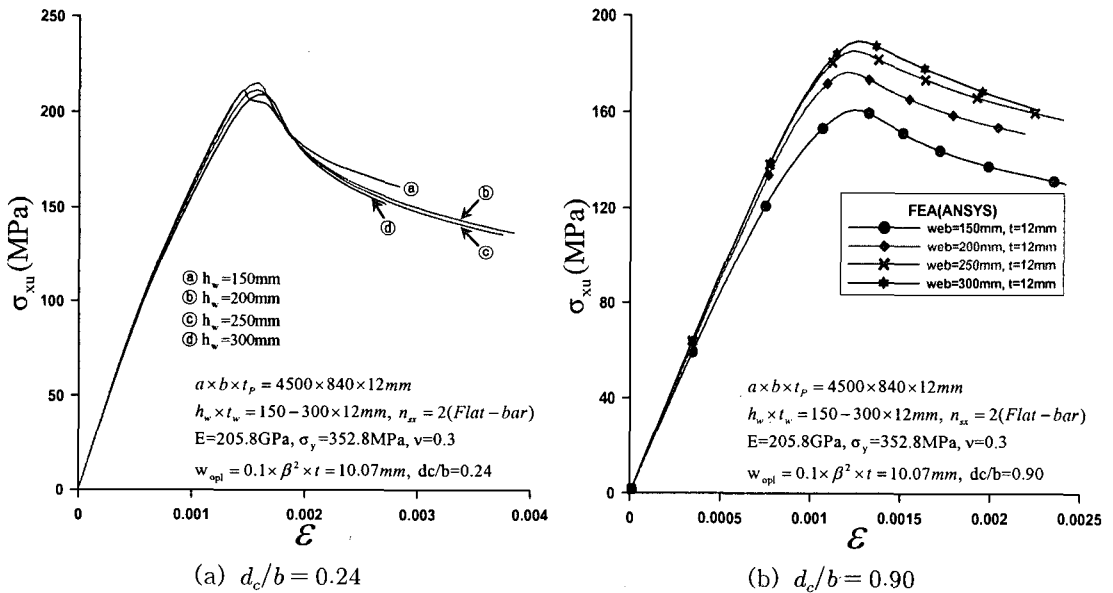 250
200
150
100
50
0
σxu (MPa)
ⓐ
ⓑ
ⓓ
ⓒ
ⓐ hw=150mm
ⓑ hw=200mm
ⓒ hw=250mm
ⓓ hw=300mm
a×b×tP = 4500×840×12mm
hw×tw = 150−300×12mm, nsx = 2(Flat−bar)
E=205.8GPa, σy=352.8MPa, ν=0.3
wopl = 0.1×β²×t = 10.07mm, dc/b=0.24
0 0.001 0.002 0.003 0.004
ε
(a) dc/b = 0.24
200
160
120
80
40
0
σxu (MPa)
FEA(ANSYS)
web=150mm, t=12mm
web=200mm, t=12mm
web=250mm, t=12mm
web=300mm, t=12mm
a×b×tP = 4500×840×12mm
hw×tw = 150−300×12mm, nsx = 2(Flat−bar)
E=205.8GPa, σy=352.8MPa, ν=0.3
wopl = 0.1×β²×t = 10.07mm, dc/b=0.90
0 0.0005 0.001 0.0015 0.002 0.0025
ε
(b) dc/b = 0.90